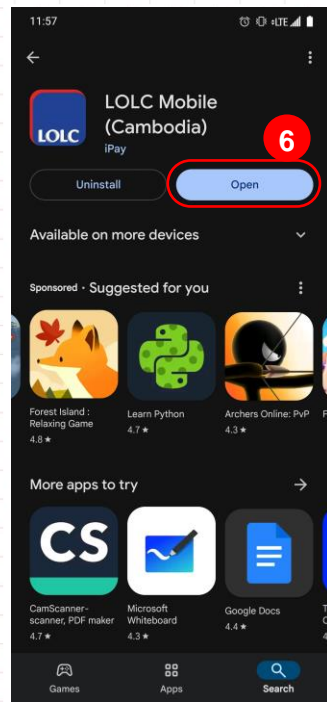 11:57
LTE
LOLC Mobile
(Cambodia)
LOLC
iPay
6
Uninstall
Open
Available on more devices
Sponsored · Suggested for you
Forest Island :
Relaxing Game
4.8 ★
Learn Python
4.7 ★
Archers Online: PvP
4.3 ★
More apps to try
CS
CamScanner-
scanner, PDF maker
4.7 ★
Microsoft
Whiteboard
4.3 ★
Google Docs
4.4 ★
Games
Apps
Search